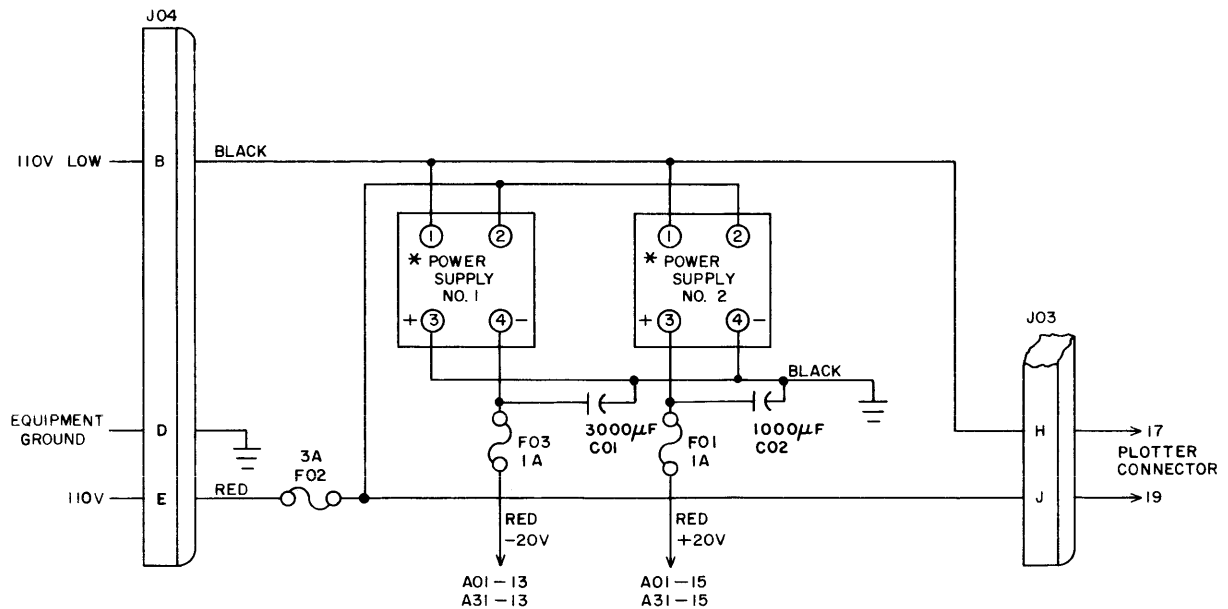 J04
110V LOW
B
BLACK
1
2
* POWER
SUPPLY
NO. 1
+ 3
4 -
1
2
* POWER
SUPPLY
NO. 2
+ 3
4 -
BLACK
J03
EQUIPMENT
GROUND
D
3000µF
C01
1000µF
C02
F03
1A
F01
1A
H
17
PLOTTER
CONNECTOR
3A
F02
110V
E
RED
J
19
RED
-20V
RED
+20V
A01-13
A31-13
A01-15
A31-15